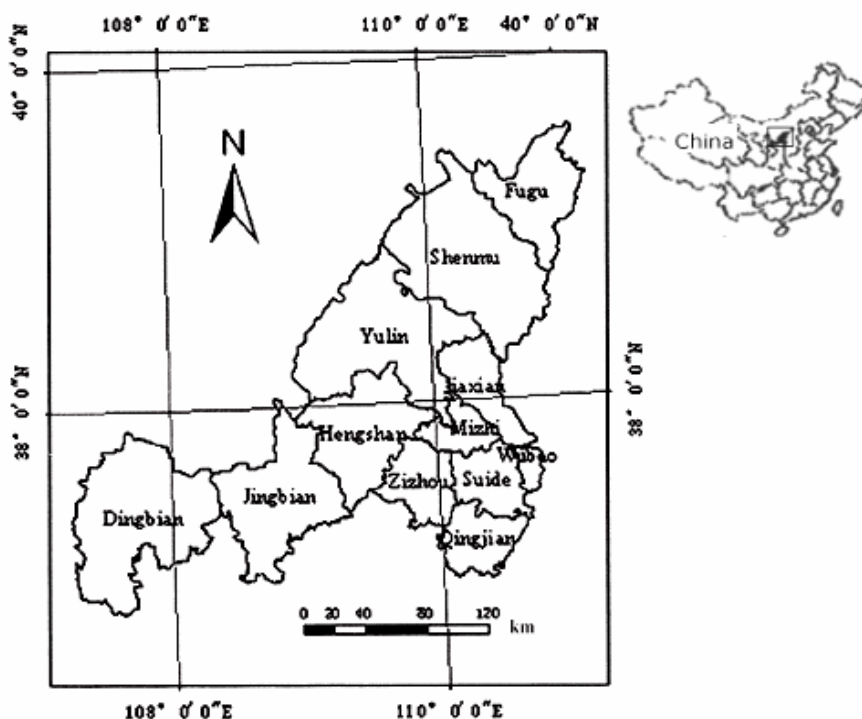 108° 0'0"E
110° 0'0"E
40° 0'0"N
40° 0'0"N
N
China
Fugu
Shenmu
Yulin
Jiaxian
38° 0'0"N
38° 0'0"N
Hengshan
Mizhi
Wubao
Zizhou
Suide
Jingbian
Dingbian
Qingjian
0 20 40 80 120
km
108° 0'0"E
110° 0'0"E